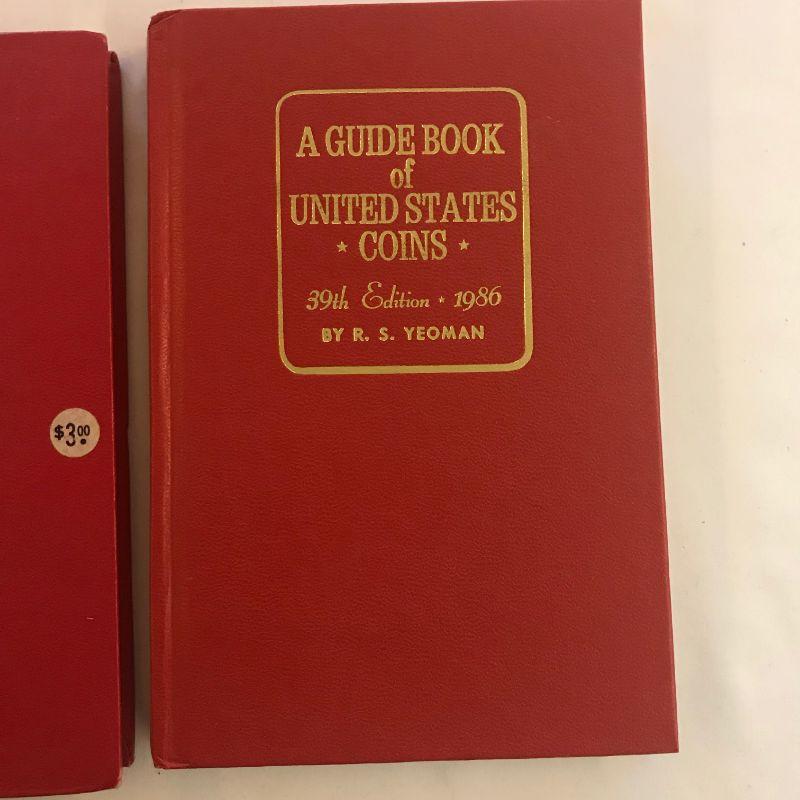 A GUIDE BOOK
of
UNITED STATES
★ COINS ★
39th Edition ★ 1986
BY R. S. YEOMAN
$3.00